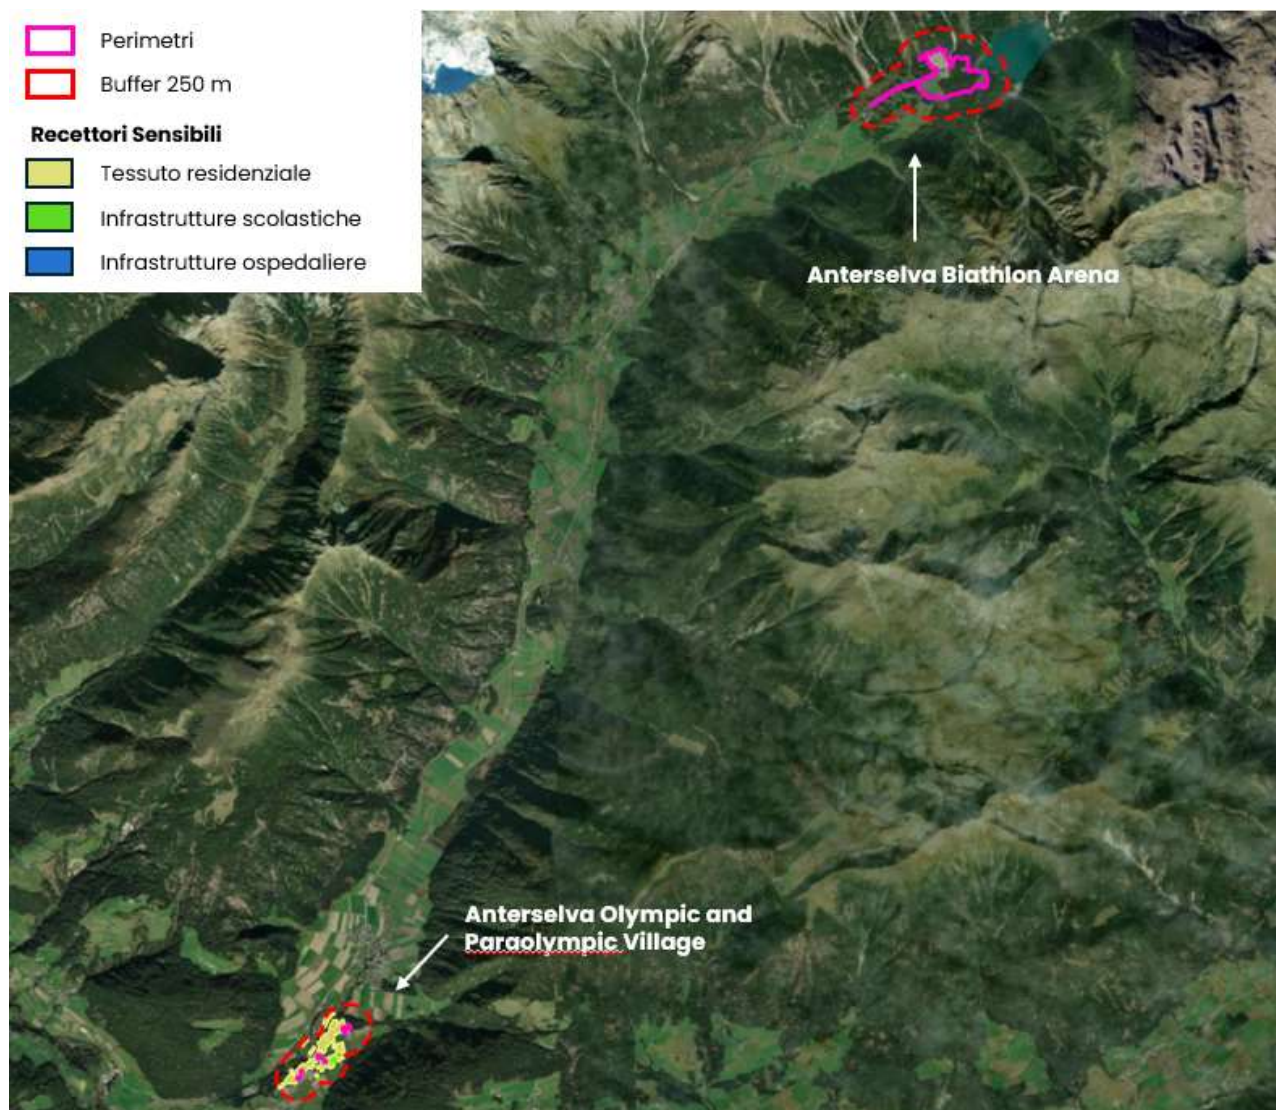 Perimetri
Buffer 250 m
Recettori Sensibili
Tessuto residenziale
Infrastrutture scolastiche
Infrastrutture ospedaliere
Anterselva Biathlon Arena
Anterselva Olympic and
Paraolympic Village